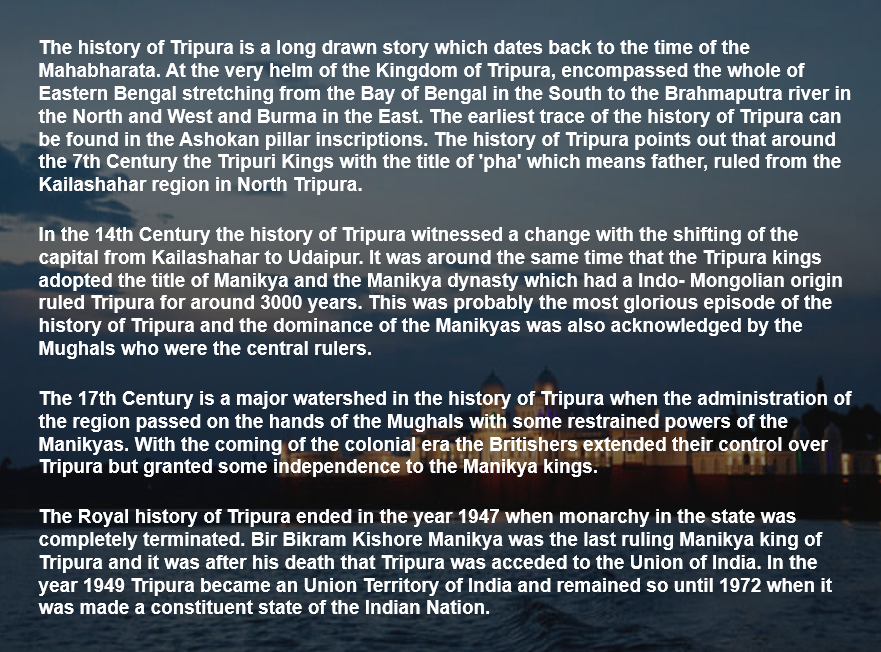 The history of Tripura is a long drawn story which dates back to the time of the
Mahabharata. At the very helm of the Kingdom of Tripura, encompassed the whole of
Eastern Bengal stretching from the Bay of Bengal in the South to the Brahmaputra river in
the North and West and Burma in the East. The earliest trace of the history of Tripura can
be found in the Ashokan pillar inscriptions. The history of Tripura points out that around
the 7th Century the Tripuri Kings with the title of 'pha' which means father, ruled from the
Kailashahar region in North Tripura.
In the 14th Century the history of Tripura witnessed a change with the shifting of the
capital from Kailashahar to Udaipur. It was around the same time that the Tripura kings
adopted the title of Manikya and the Manikya dynasty which had a Indo- Mongolian origin
ruled Tripura for around 3000 years. This was probably the most glorious episode of the
history of Tripura and the dominance of the Manikyas was also acknowledged by the
Mughals who were the central rulers.
The 17th Century is a major watershed in the history of Tripura when the administration of
the region passed on the hands of the Mughals with some restrained powers of the
Manikyas. With the coming of the colonial era the Britishers extended their control over
Tripura but granted some independence to the Manikya kings.
The Royal history of Tripura ended in the year 1947 when monarchy in the state was
completely terminated. Bir Bikram Kishore Manikya was the last ruling Manikya king of
Tripura and it was after his death that Tripura was acceded to the Union of India. In the
year 1949 Tripura became an Union Territory of India and remained so until 1972 when it
was made a constituent state of the Indian Nation.